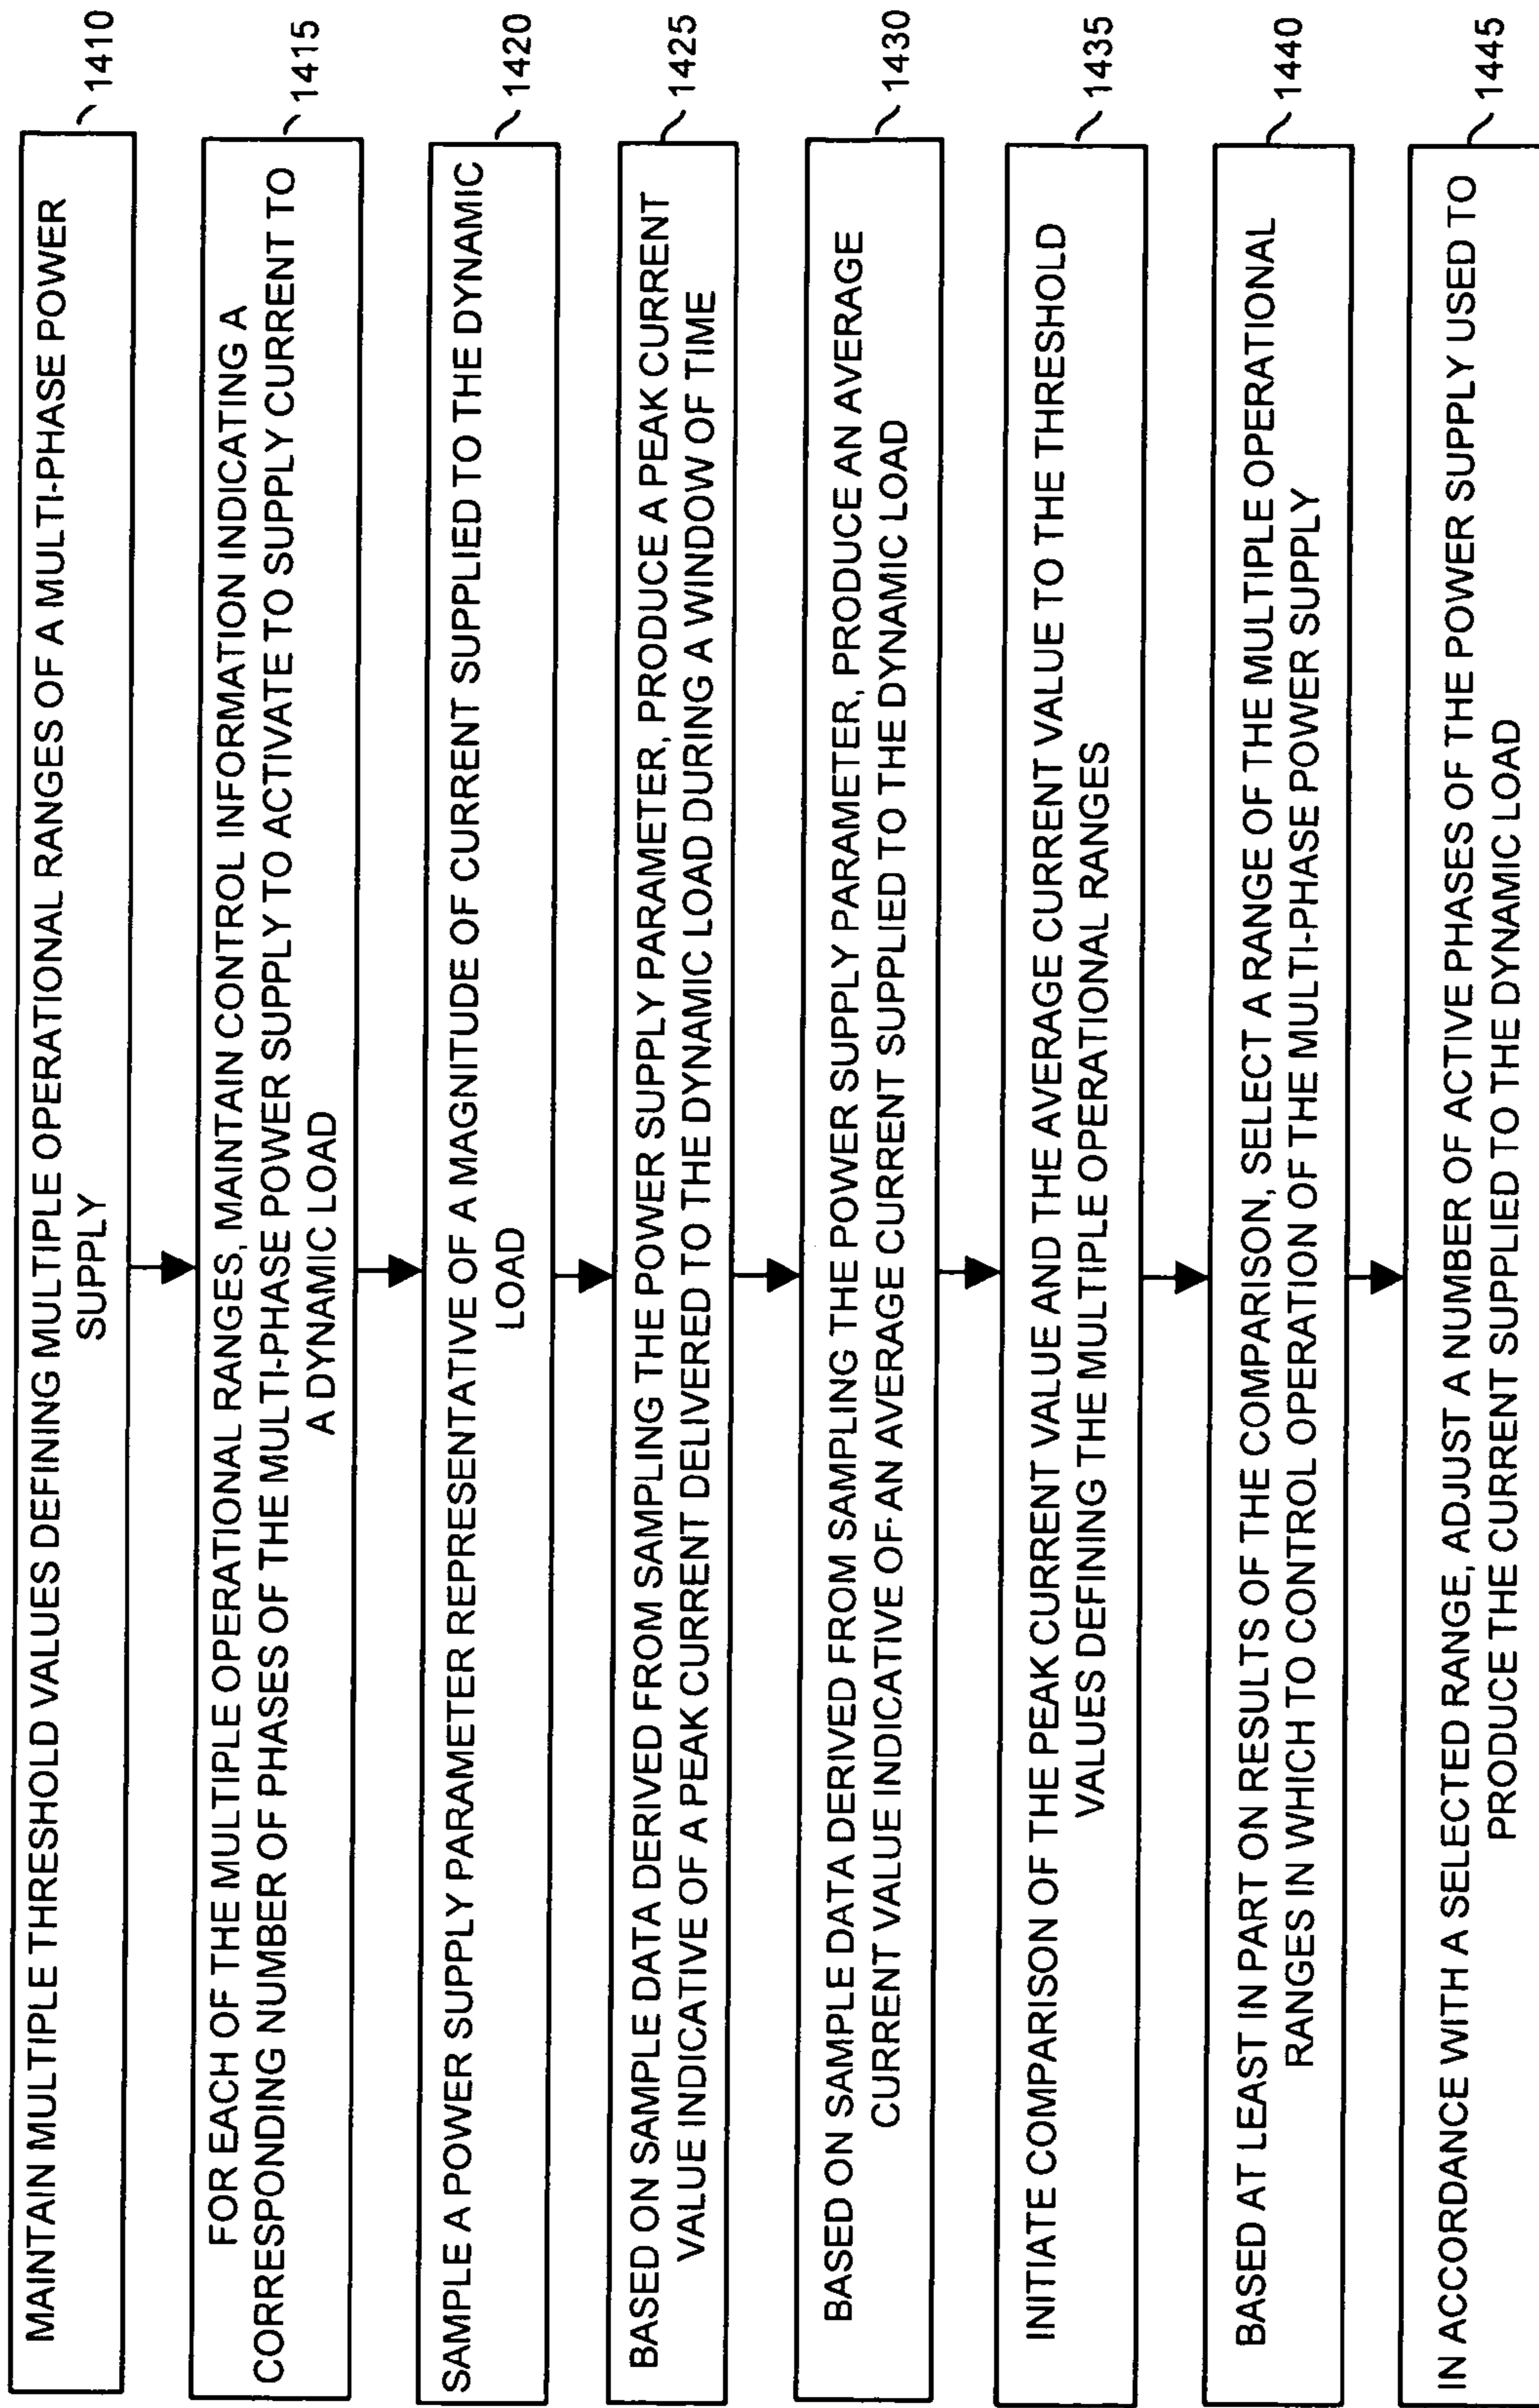 MAINTAIN MULTIPLE THRESHOLD VALUES DEFINING MULTIPLE OPERATIONAL RANGES OF A MULTI-PHASE POWER
SUPPLY
1410
FOR EACH OF THE MULTIPLE OPERATIONAL RANGES, MAINTAIN CONTROL INFORMATION INDICATING A
CORRESPONDING NUMBER OF PHASES OF THE MULTI-PHASE POWER SUPPLY TO ACTIVATE TO SUPPLY CURRENT TO
A DYNAMIC LOAD
1415
SAMPLE A POWER SUPPLY PARAMETER REPRESENTATIVE OF A MAGNITUDE OF CURRENT SUPPLIED TO THE DYNAMIC
LOAD
1420
BASED ON SAMPLE DATA DERIVED FROM SAMPLING THE POWER SUPPLY PARAMETER, PRODUCE A PEAK CURRENT
VALUE INDICATIVE OF A PEAK CURRENT DELIVERED TO THE DYNAMIC LOAD DURING A WINDOW OF TIME
1425
BASED ON SAMPLE DATA DERIVED FROM SAMPLING THE POWER SUPPLY PARAMETER, PRODUCE AN AVERAGE
CURRENT VALUE INDICATIVE OF AN AVERAGE CURRENT SUPPLIED TO THE DYNAMIC LOAD
1430
INITIATE COMPARISON OF THE PEAK CURRENT VALUE AND THE AVERAGE CURRENT VALUE TO THE THRESHOLD
VALUES DEFINING THE MULTIPLE OPERATIONAL RANGES
1435
BASED AT LEAST IN PART ON RESULTS OF THE COMPARISON, SELECT A RANGE OF THE MULTIPLE OPERATIONAL
RANGES IN WHICH TO CONTROL OPERATION OF THE MULTI-PHASE POWER SUPPLY
1440
IN ACCORDANCE WITH A SELECTED RANGE, ADJUST A NUMBER OF ACTIVE PHASES OF THE POWER SUPPLY USED TO
PRODUCE THE CURRENT SUPPLIED TO THE DYNAMIC LOAD
1445